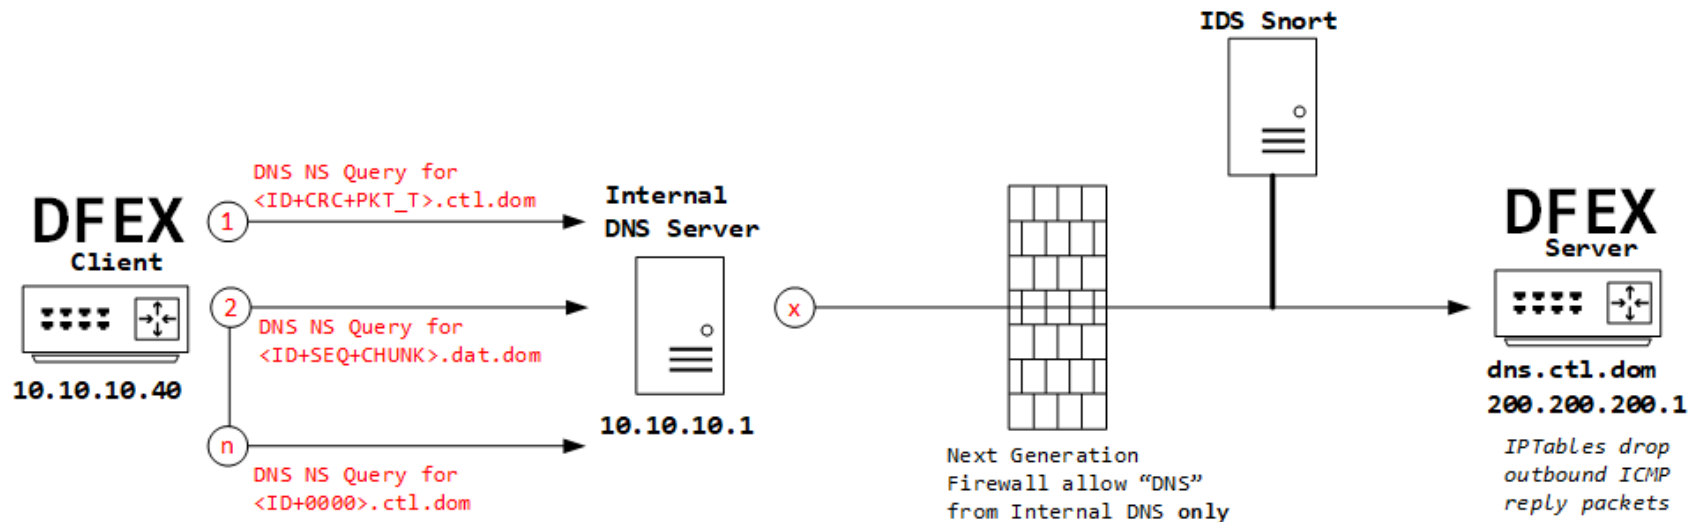 IDS Snort
DNS NS Query for
<ID+CRC+PKT_T>.ctl.dom
DFEX
Client
1
Internal
DNS Server
DFEX
Server
2
DNS NS Query for
<ID+SEQ+CHUNK>.dat.dom
x
10.10.10.40
dns.ctl.dom
200.200.200.1
n
10.10.10.1
DNS NS Query for
<ID+0000>.ctl.dom
Next Generation
Firewall allow “DNS”
from Internal DNS only
IPTables drop
outbound ICMP
reply packets